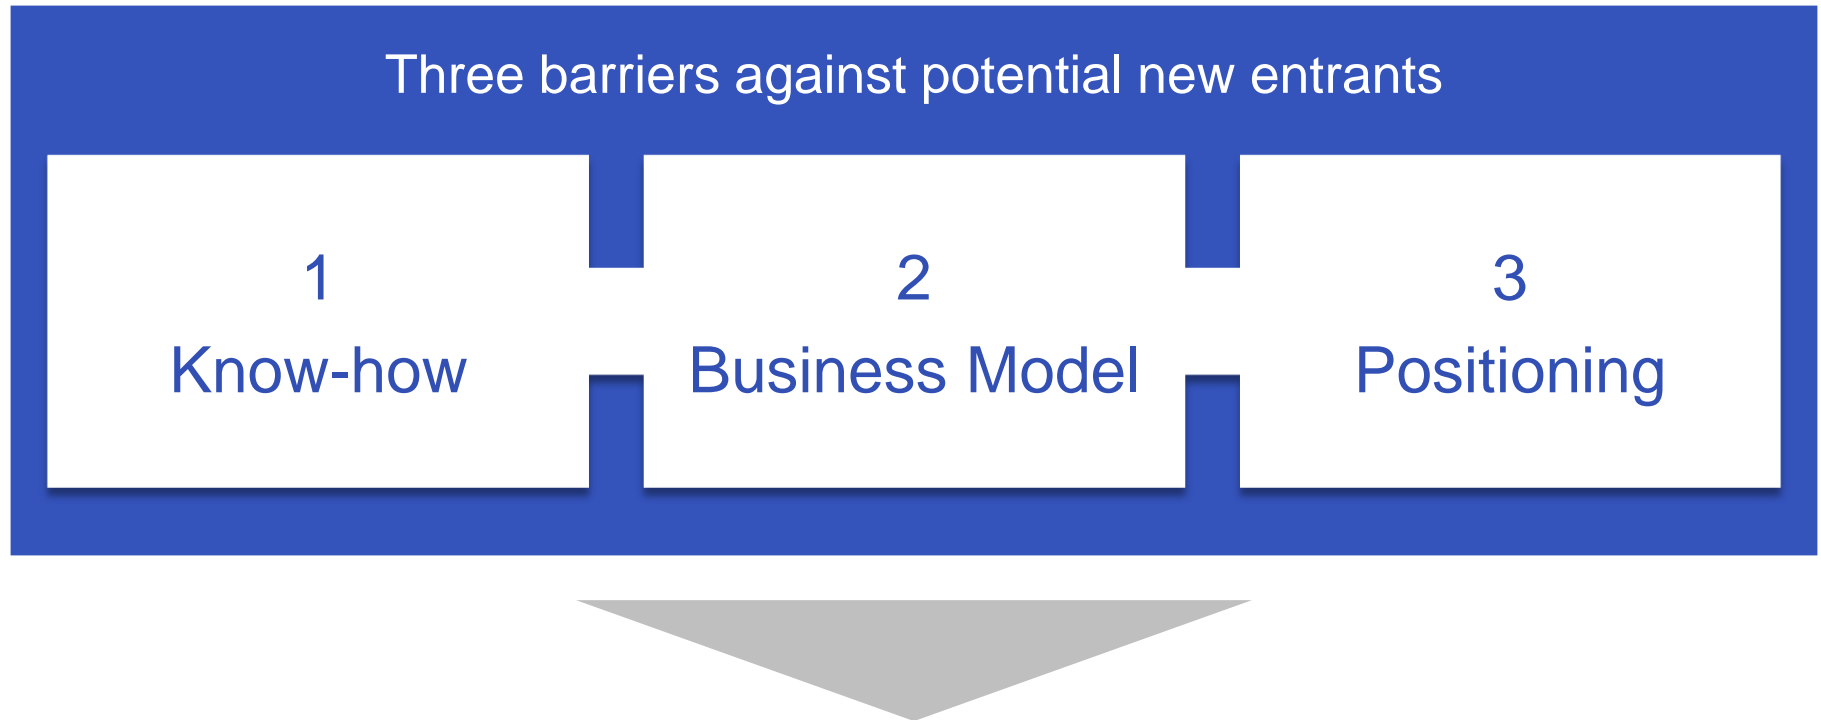 Three barriers against potential new entrants
1
Know-how
2
Business Model
3
Positioning